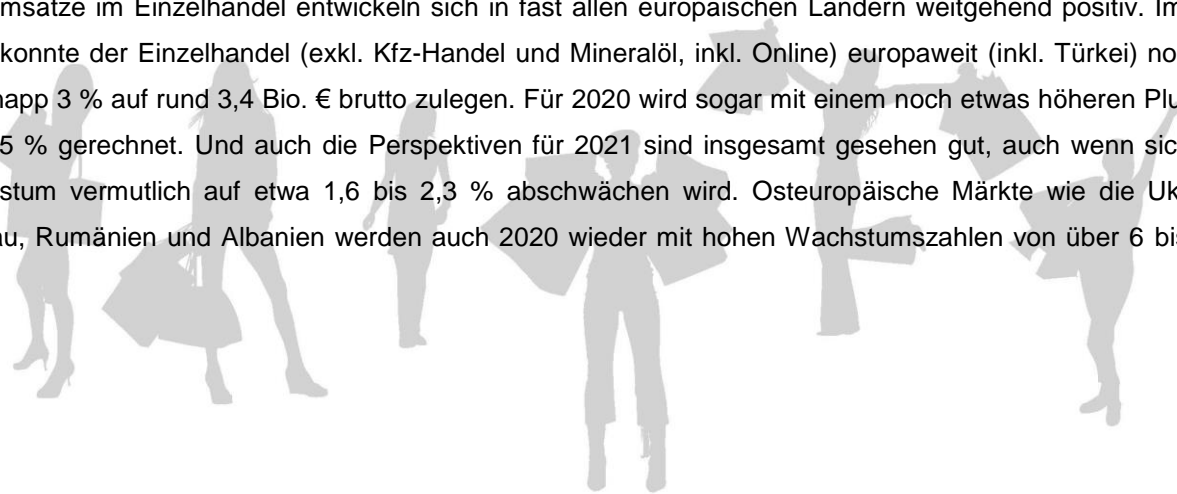 msätze im Einzelhandel entwickeln sich in fast allen europäischen Ländern weitgehend positiv. Im
konnte der Einzelhandel (exkl. Kfz-Handel und Mineralöl, inkl. Online) europaweit (inkl. Türkei) no
napp 3 % auf rund 3,4 Bio. € brutto zulegen. Für 2020 wird sogar mit einem noch etwas höheren Plu
5 % gerechnet. Und auch die Perspektiven für 2021 sind insgesamt gesehen gut, auch wenn sic
stum vermutlich auf etwa 1,6 bis 2,3 % abschwächen wird. Osteuropäische Märkte wie die Uk
au, Rumänien und Albanien werden auch 2020 wieder mit hohen Wachstumszahlen von über 6 bis